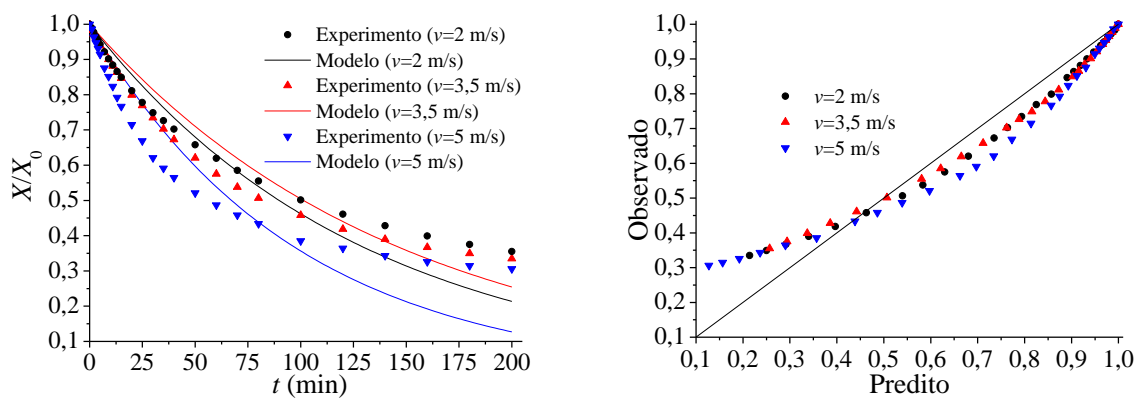 1,0
0,9
0,8
0,7
0,6
0,5
0,4
0,3
0,2
0,1
X/X0
0 25 50 75 100 125 150 175 200
t (min)
Experimento (v=2 m/s)
Modelo (v=2 m/s)
Experimento (v=3,5 m/s)
Modelo (v=3,5 m/s)
Experimento (v=5 m/s)
Modelo (v=5 m/s)
1,0
0,9
0,8
0,7
0,6
0,5
0,4
0,3
0,2
0,1
Observado
0,1 0,2 0,3 0,4 0,5 0,6 0,7 0,8 0,9 1,0
Predito
v=2 m/s
v=3,5 m/s
v=5 m/s